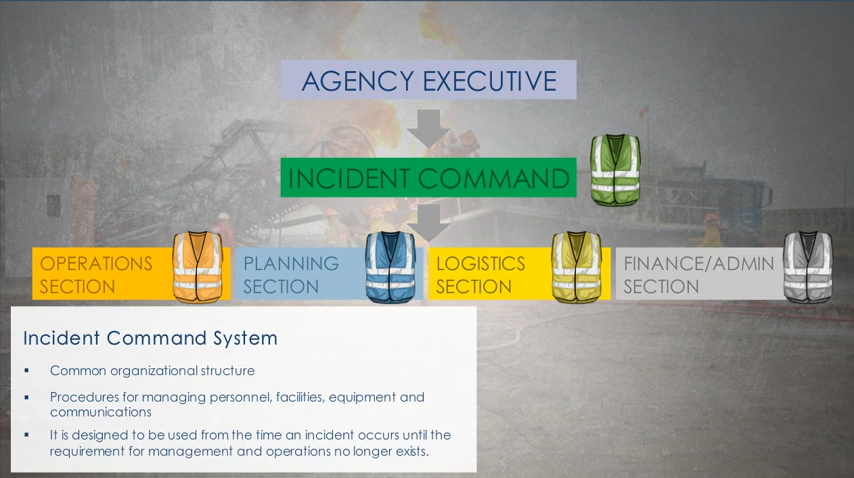 AGENCY EXECUTIVE
INCIDENT COMMAND
OPERATIONS
SECTION
PLANNING
SECTION
LOGISTICS
SECTION
FINANCE/ADMIN
SECTION
Incident Command System
▪ Common organizational structure
▪ Procedures for managing personnel, facilities, equipment and
communications
▪ It is designed to be used from the time an incident occurs until the
requirement for management and operations no longer exists.